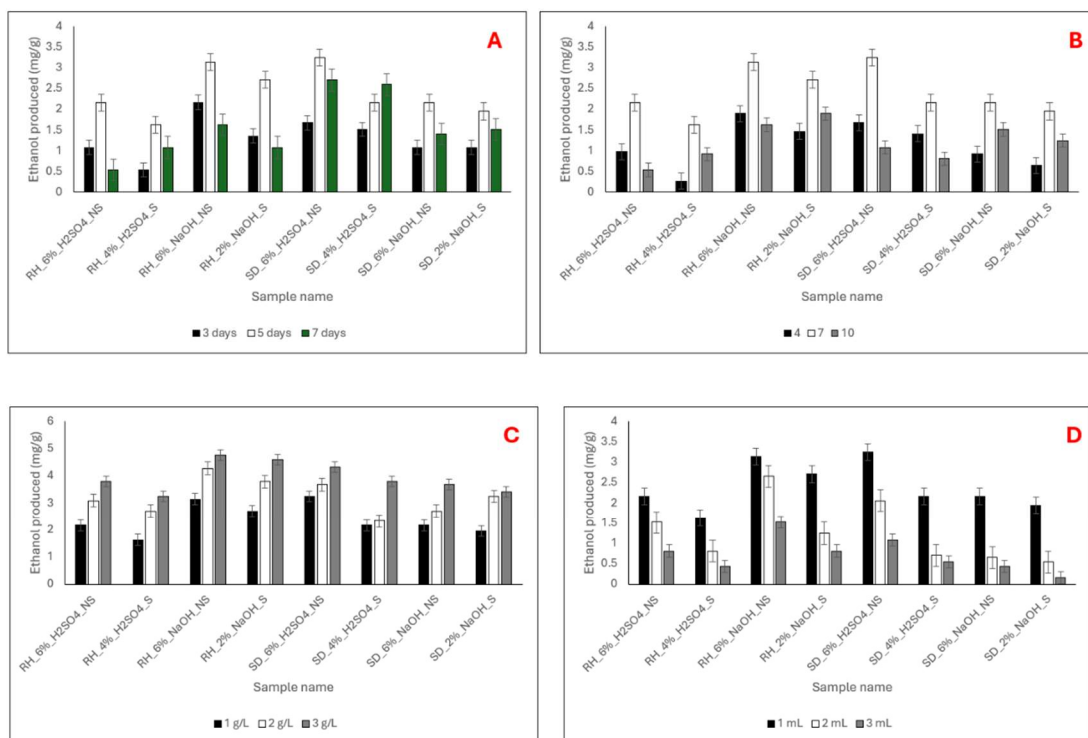 A
Ethanol produced (mg/g)
4
3.5
3
2.5
2
1.5
1
0.5
0
RH_6%_H2SO4_NS
RH_4%_H2SO4_S
RH_6%_NaOH_NS
RH_2%_NaOH_S
SD_6%_H2SO4_NS
SD_4%_H2SO4_S
SD_6%_NaOH_NS
SD_2%_NaOH_S
Sample name
3 days 5 days 7 days
B
Ethanol produced (mg/g)
4
3.5
3
2.5
2
1.5
1
0.5
0
RH_6%_H2SO4_NS
RH_4%_H2SO4_S
RH_6%_NaOH_NS
RH_2%_NaOH_S
SD_6%_H2SO4_NS
SD_4%_H2SO4_S
SD_6%_NaOH_NS
SD_2%_NaOH_S
Sample name
4 7 10
C
Ethanol produced (mg/g)
6
5
4
3
2
1
0
RH_6%_H2SO4_NS
RH_4%_H2SO4_S
RH_6%_NaOH_NS
RH_2%_NaOH_S
SD_6%_H2SO4_NS
SD_4%_H2SO4_S
SD_6%_NaOH_NS
SD_2%_NaOH_S
Sample name
1 g/L 2 g/L 3 g/L
D
Ethanol produced (mg/g)
4
3.5
3
2.5
2
1.5
1
0.5
0
RH_6%_H2SO4_NS
RH_4%_H2SO4_S
RH_6%_NaOH_NS
RH_2%_NaOH_S
SD_6%_H2SO4_NS
SD_4%_H2SO4_S
SD_6%_NaOH_NS
SD_2%_NaOH_S
Sample name
1 mL 2 mL 3 mL